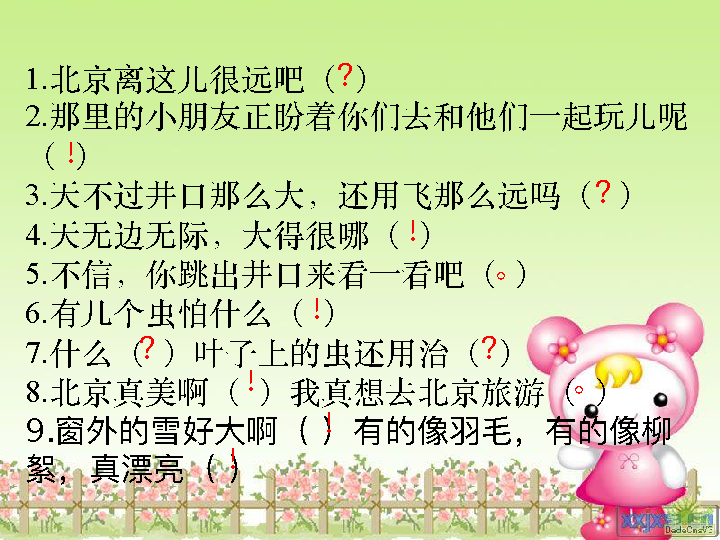 1.北京离这儿很远吧（?）
2.那里的小朋友正盼着你们去和他们一起玩儿呢
（!）
3.天不过井口那么大，还用飞那么远吗（?）
4.天无边无际，大得很哪（!）
5.不信，你跳出井口来看一看吧（。）
6.有几个虫怕什么（!）
7.什么（?）叶子上的虫还用治（?）
8.北京真美啊（!）我真想去北京旅游（。）
9.窗外的雪好大啊（!）有的像羽毛，有的像柳
絮，真漂亮（!）
DedeCmsV3